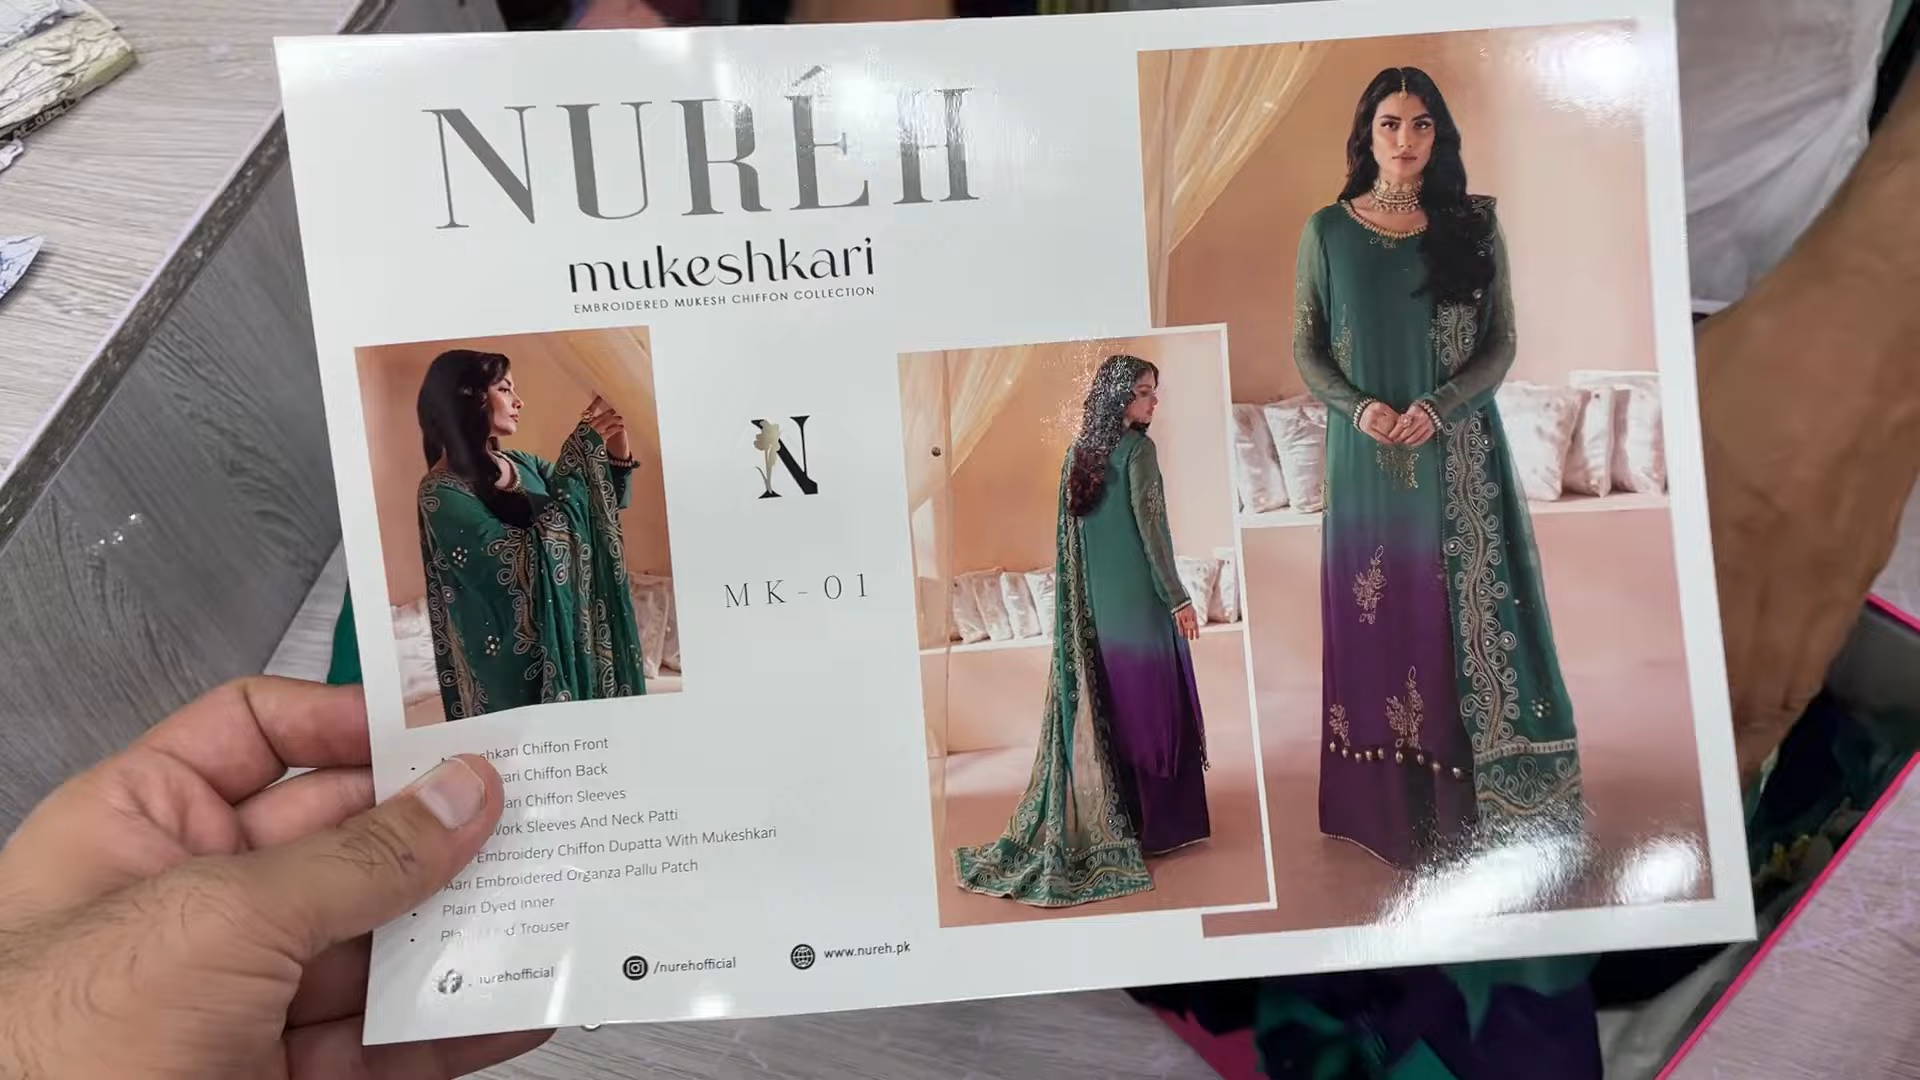 NURÉH
mukeshkari
EMBROIDERED MUKESH CHIFFON COLLECTION
N
MK-01
Chiffon Front
Chiffon Back
Chiffon Sleeves
Work Sleeves And Neck Patti
Embroidery Chiffon Dupatta With Mukeshkari
Aari Embroidered Organza Pallu Patch
Plain Dyed Inner
Trouser
/nurehofficial
www.nureh.pk